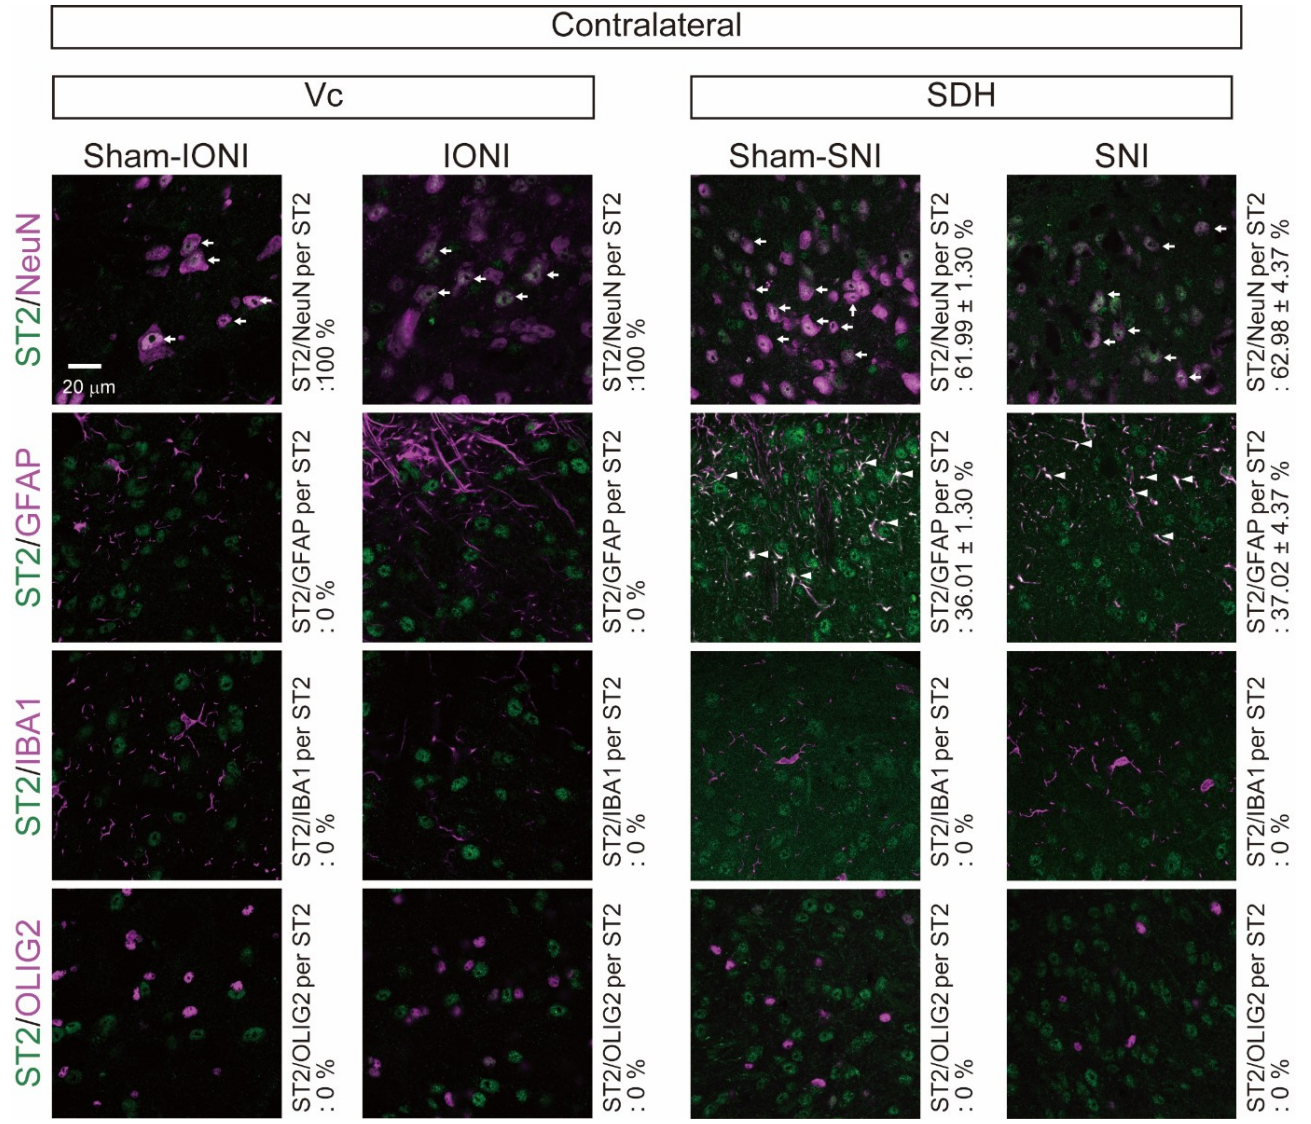 Contralateral
Vc
SDH
Sham-IONI
IONI
Sham-SNI
SNI
ST2/NeuN
20 μm
ST2/NeuN per ST2
:100 %
ST2/NeuN per ST2
:100 %
ST2/NeuN per ST2
: 61.99 ± 1.30 %
ST2/NeuN per ST2
: 62.98 ± 4.37 %
ST2/GFAP
ST2/GFAP per ST2
: 0 %
ST2/GFAP per ST2
: 0 %
ST2/GFAP per ST2
: 36.01 ± 1.30 %
ST2/GFAP per ST2
: 37.02 ± 4.37 %
ST2/IBA1
ST2/IBA1 per ST2
: 0 %
ST2/IBA1 per ST2
: 0 %
ST2/IBA1 per ST2
: 0 %
ST2/IBA1 per ST2
: 0 %
ST2/OLIG2
ST2/OLIG2 per ST2
: 0 %
ST2/OLIG2 per ST2
: 0 %
ST2/OLIG2 per ST2
: 0 %
ST2/OLIG2 per ST2
: 0 %